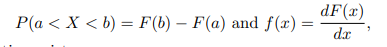 P(a < X < b) = F(b) − F(a) and f(x) = dF(x)/dx,